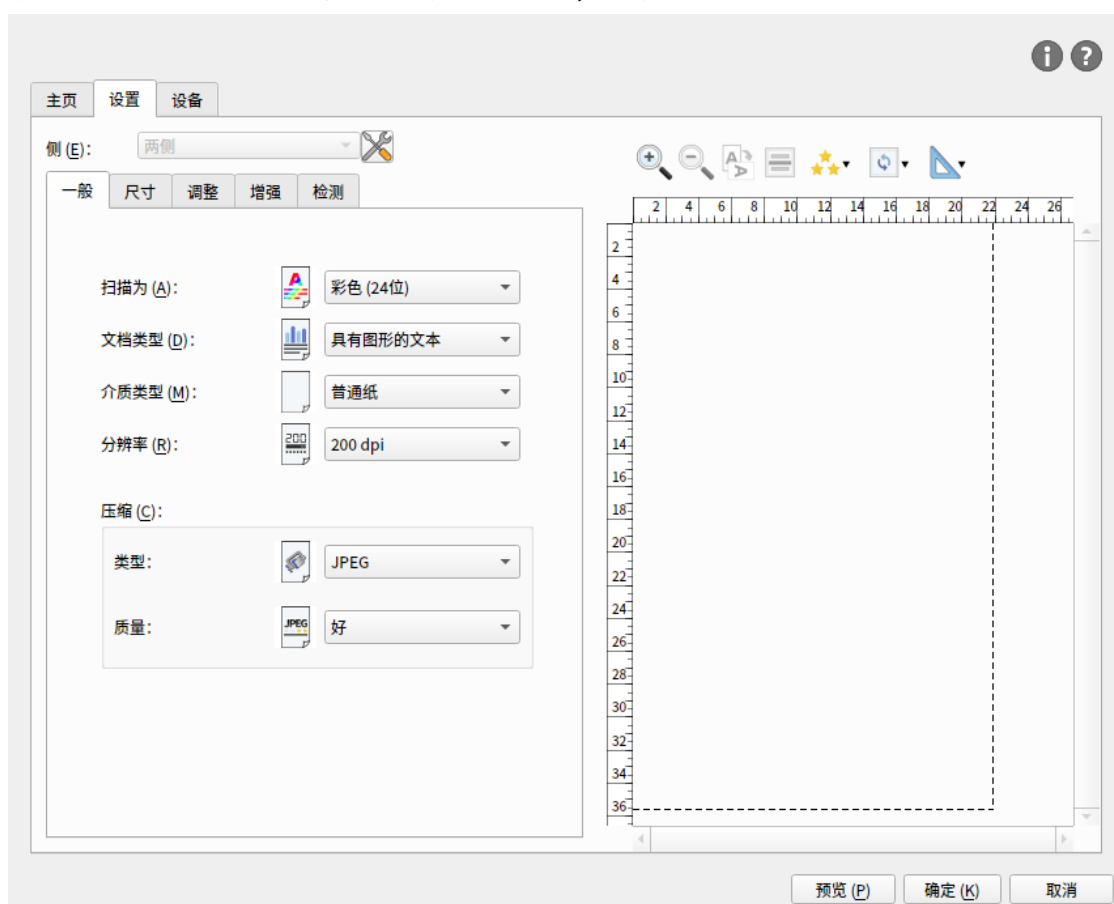 主页 设置 设备
侧 (E): 两侧
一般 尺寸 调整 增强 检测
扫描为 (A): 彩色 (24位)
文档类型 (D): 具有图形的文本
介质类型 (M): 普通纸
分辨率 (R): 200 200 dpi
压缩 (C):
类型: JPEG
质量: JPEG 好
2 4 6 8 10 12 14 16 18 20 22 24 26
2
4
6
8
10
12
14
16
18
20
22
24
26
28
30
32
34
36
预览 (P) 确定 (K) 取消